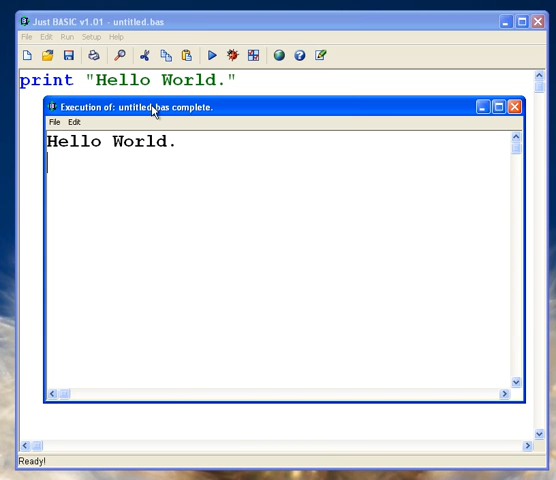 Just BASIC v1.01 - untitled.bas
File Edit Run Setup Help
print "Hello World."
Execution of: untitled.bas complete.
File Edit
Hello World.
Ready!